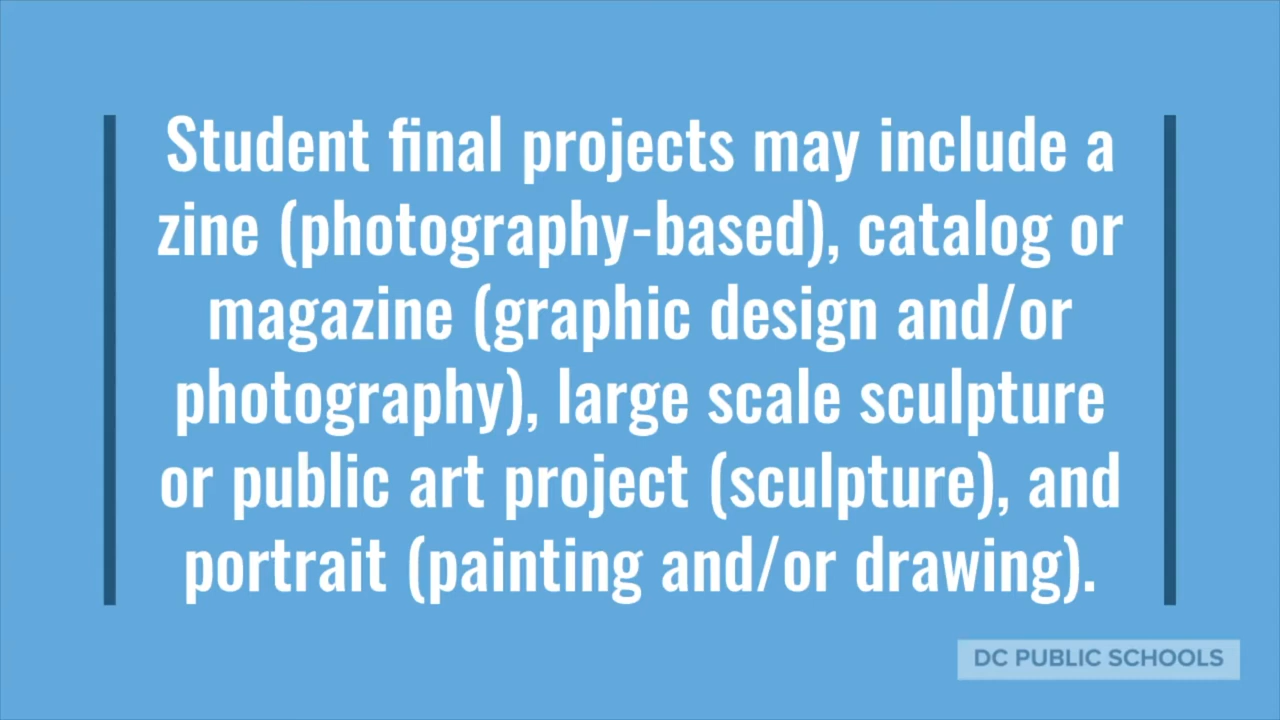 Student final projects may include a
zine (photography-based), catalog or
magazine (graphic design and/or
photography), large scale sculpture
or public art project (sculpture), and
portrait (painting and/or drawing).
DC PUBLIC SCHOOLS